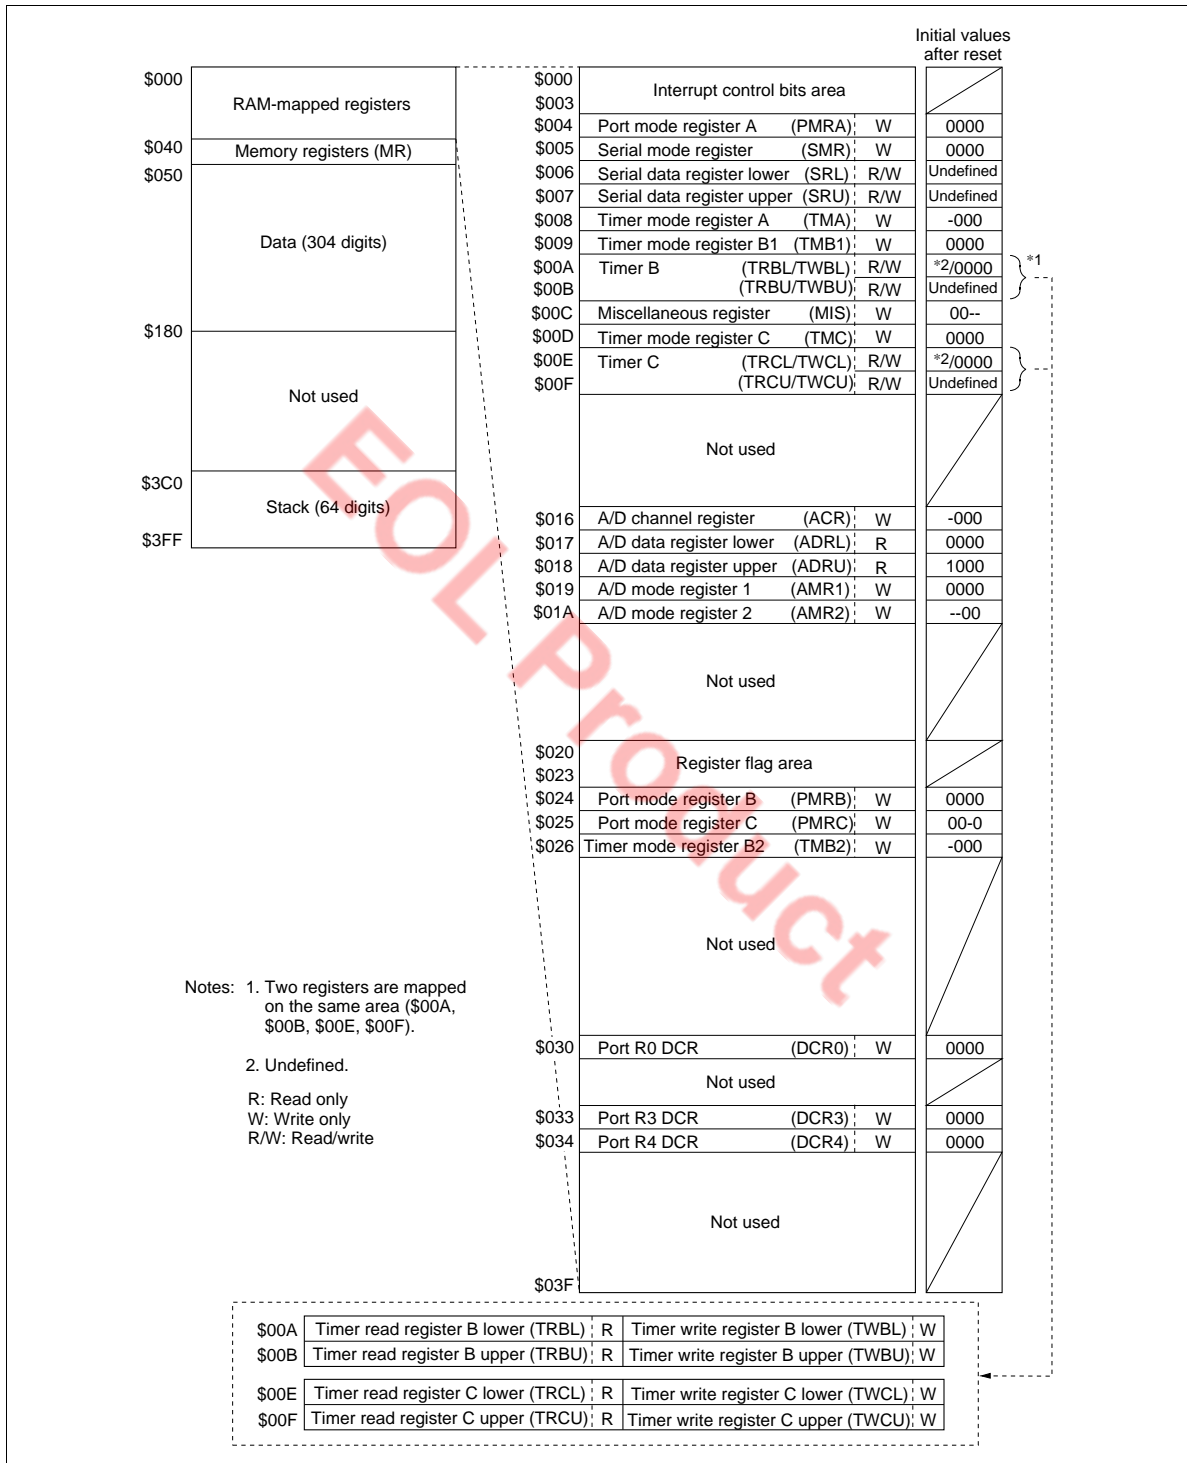 Initial values
after reset
$000
RAM-mapped registers
$040
Memory registers (MR)
$050
Data (304 digits)
$180
Not used
$3C0
Stack (64 digits)
$3FF
$000
Interrupt control bits area
$003
$004 Port mode register A (PMRA) W 0000
$005 Serial mode register (SMR) W 0000
$006 Serial data register lower (SRL) R/W Undefined
$007 Serial data register upper (SRU) R/W Undefined
$008 Timer mode register A (TMA) W -000
$009 Timer mode register B1 (TMB1) W 0000
$00A Timer B (TRBL/TWBL) R/W *2/0000 *1
$00B (TRBU/TWBU) R/W Undefined
$00C Miscellaneous register (MIS) W 00--
$00D Timer mode register C (TMC) W 0000
$00E Timer C (TRCL/TWCL) R/W *2/0000
$00F (TRCU/TWCU) R/W Undefined
Not used
$016 A/D channel register (ACR) W -000
$017 A/D data register lower (ADRL) R 0000
$018 A/D data register upper (ADRU) R 1000
$019 A/D mode register 1 (AMR1) W 0000
$01A A/D mode register 2 (AMR2) W --00
Not used
$020
Register flag area
$023
$024 Port mode register B (PMRB) W 0000
$025 Port mode register C (PMRC) W 00-0
$026 Timer mode register B2 (TMB2) W -000
Not used
$030 Port R0 DCR (DCR0) W 0000
Not used
$033 Port R3 DCR (DCR3) W 0000
$034 Port R4 DCR (DCR4) W 0000
Not used
$03F
Notes: 1. Two registers are mapped
on the same area ($00A,
$00B, $00E, $00F).
2. Undefined.
R: Read only
W: Write only
R/W: Read/write
$00A Timer read register B lower (TRBL) R Timer write register B lower (TWBL) W
$00B Timer read register B upper (TRBU) R Timer write register B upper (TWBU) W
$00E Timer read register C lower (TRCL) R Timer write register C lower (TWCL) W
$00F Timer read register C upper (TRCU) R Timer write register C upper (TWCU) W
EOL Product